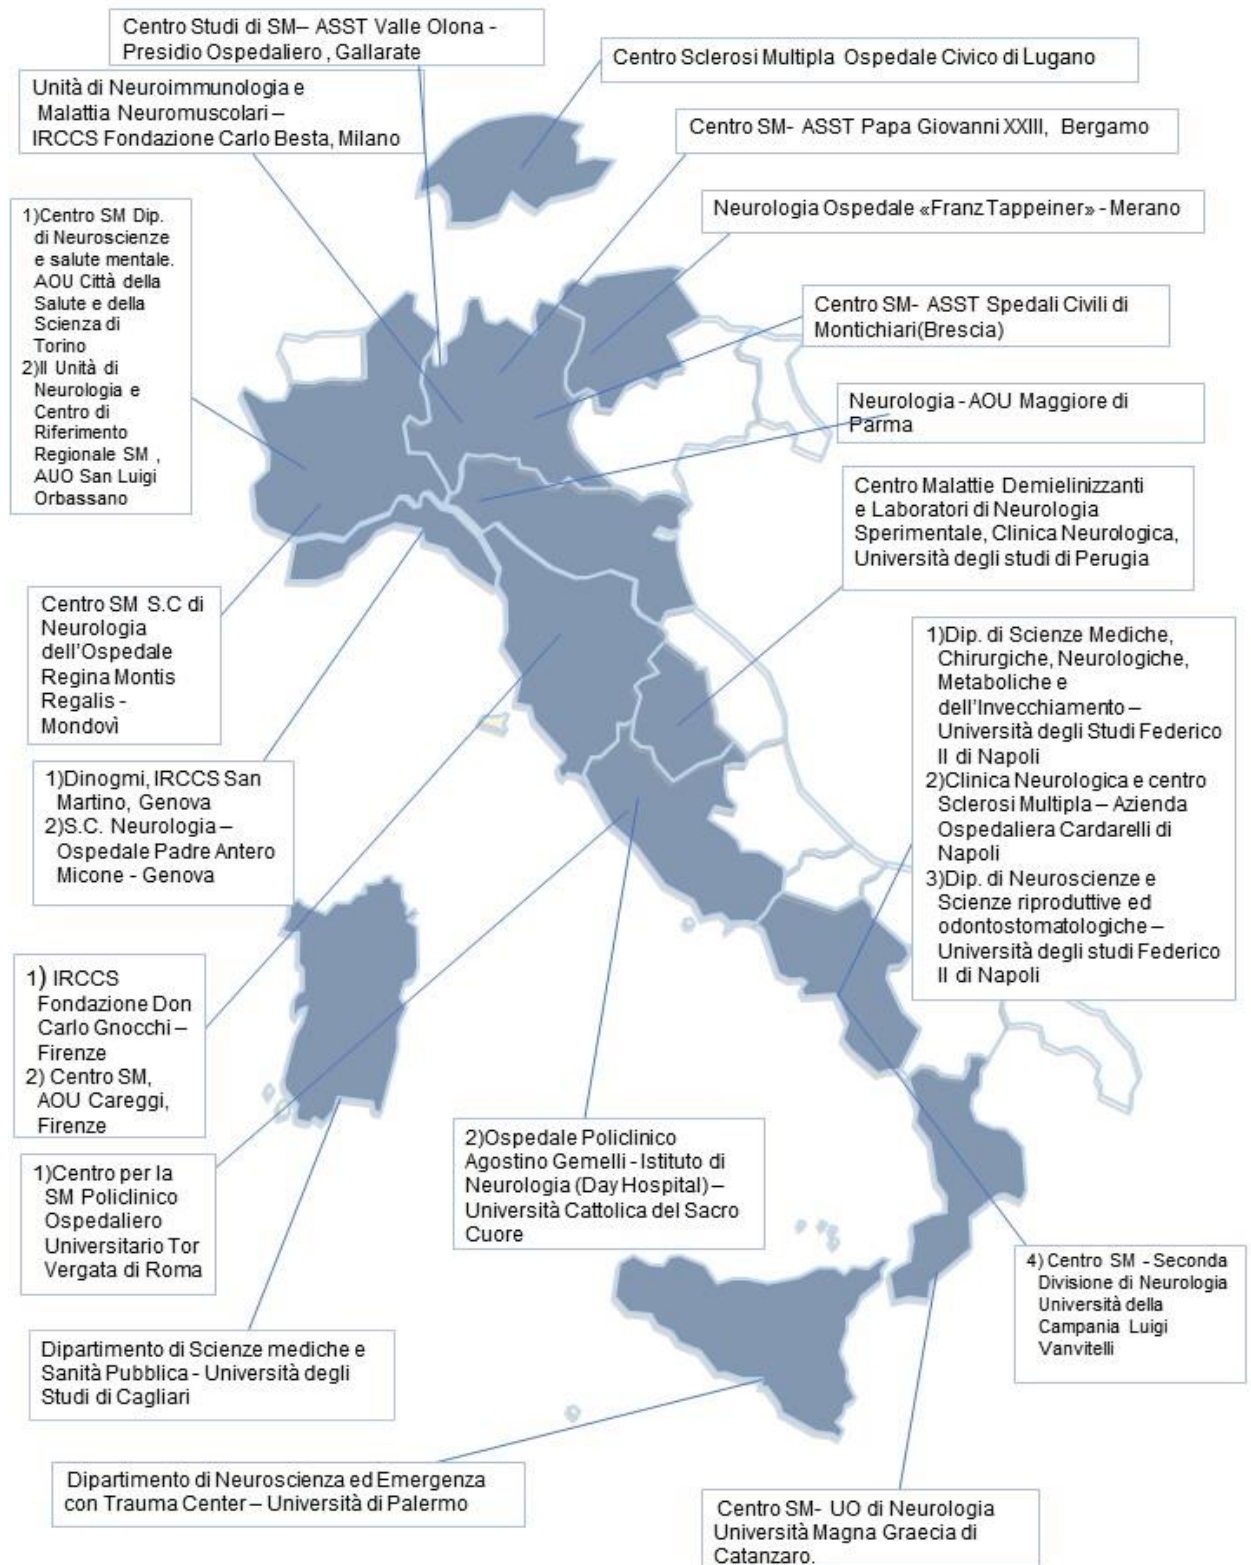 Centro Studi di SM– ASST Valle Olona -
Presidio Ospedaliero , Gallarate
Centro Sclerosi Multipla Ospedale Civico di Lugano
Unità di Neuroimmunologia e
Malattia Neuromuscolari –
IRCCS Fondazione Carlo Besta, Milano
Centro SM- ASST Papa Giovanni XXIII, Bergamo
Neurologia Ospedale «Franz Tappeiner» - Merano
1)Centro SM Dip.
di Neuroscienze
e salute mentale.
AOU Città della
Salute e della
Scienza di
Torino
2)II Unità di
Neurologia e
Centro di
Riferimento
Regionale SM ,
AUO San Luigi
Orbassano
Centro SM- ASST Spedali Civili di
Montichiari(Brescia)
Neurologia - AOU Maggiore di
Parma
Centro Malattie Demielinizzanti
e Laboratori di Neurologia
Sperimentale, Clinica Neurologica,
Università degli studi di Perugia
Centro SM S.C di
Neurologia
dell'Ospedale
Regina Montis
Regalis -
Mondovì
1)Dip. di Scienze Mediche,
Chirurgiche, Neurologiche,
Metaboliche e
dell'Invecchiamento –
Università degli Studi Federico
II di Napoli
2)Clinica Neurologica e centro
Sclerosi Multipla – Azienda
Ospedaliera Cardarelli di
Napoli
3)Dip. di Neuroscienze e
Scienze riproduttive ed
odontostomatologiche –
Università degli studi Federico
II di Napoli
1)Dinogmi, IRCCS San
Martino, Genova
2)S.C. Neurologia –
Ospedale Padre Antero
Micone - Genova
1) IRCCS
Fondazione Don
Carlo Gnocchi –
Firenze
2) Centro SM,
AOU Careggi,
Firenze
2)Ospedale Policlinico
Agostino Gemelli - Istituto di
Neurologia (Day Hospital) –
Università Cattolica del Sacro
Cuore
1)Centro per la
SM Policlinico
Ospedaliero
Universitario Tor
Vergata di Roma
4) Centro SM - Seconda
Divisione di Neurologia
Università della
Campania Luigi
Vanvitelli
Dipartimento di Scienze mediche e
Sanità Pubblica - Università degli
Studi di Cagliari
Dipartimento di Neuroscienza ed Emergenza
con Trauma Center – Università di Palermo
Centro SM- UO di Neurologia
Università Magna Graecia di
Catanzaro.